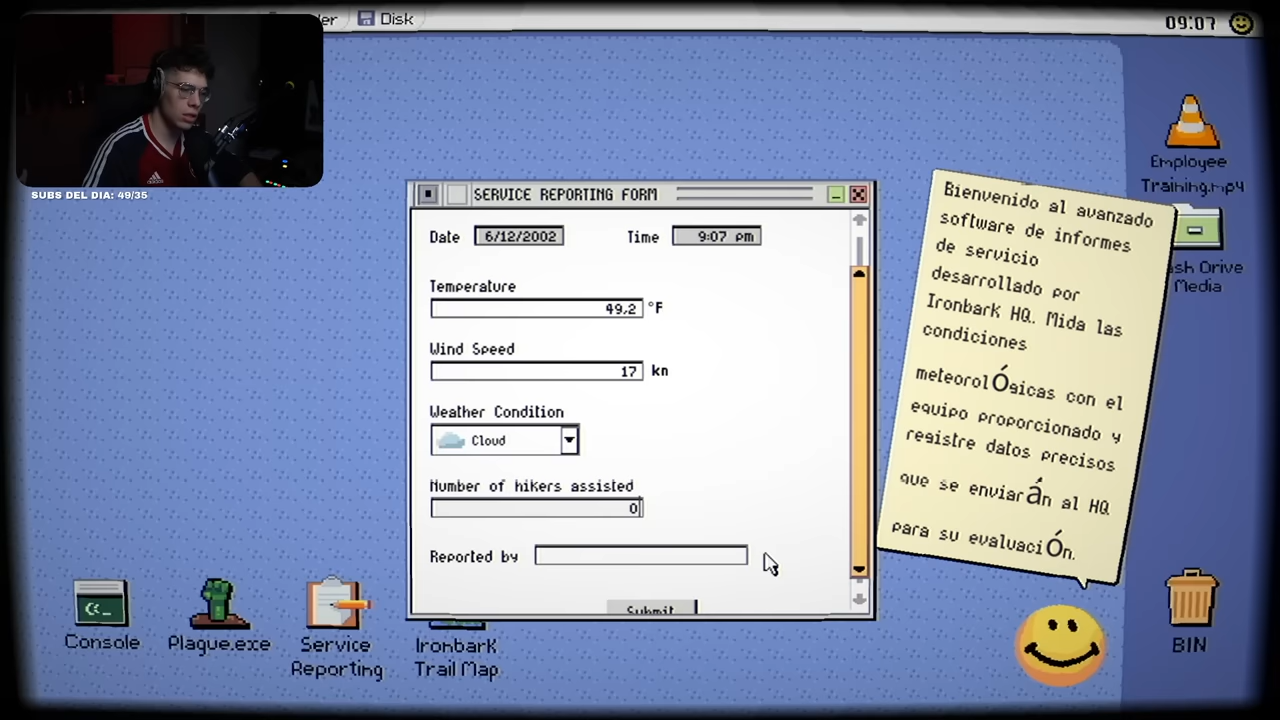 Disk
09:07
SUBS DEL DIA: 49/35
SERVICE REPORTING FORM
Date 6/12/2002 Time 9:07 pm
Temperature
49.2 °F
Wind Speed
17 kn
Weather Condition
Cloud
Number of hikers assisted
0
Reported by
Submit
Bienvenido al avanzado
software de informes
de servicio
desarrollado por
Ironbark HQ. Mida las
condiciones
meteorolÓgicas con el
equipo proporcionado y
registre datos precisos
que se enviarán al HQ
para su evaluaciÓn.
Employee
Training.mp4
Drive
Media
Console
Plague.exe
Service
Reporting
Ironbark
Trail Map
BIN